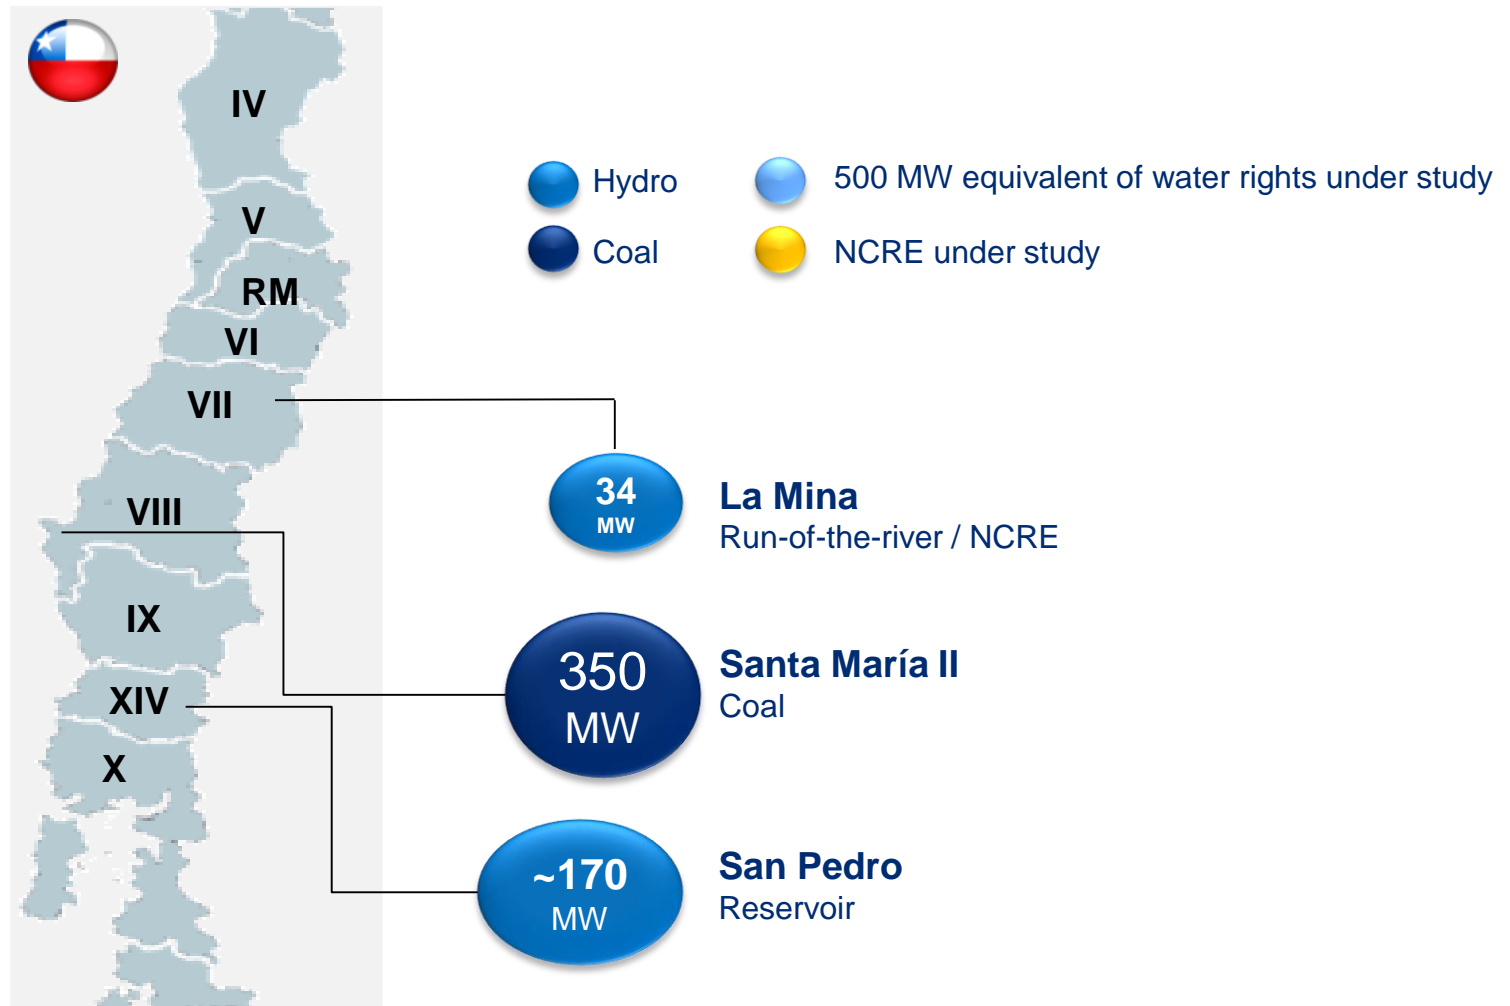 IV
V
RM
VI
VII
VIII
IX
XIV
X
Hydro
500 MW equivalent of water rights under study
Coal
NCRE under study
34
MW
La Mina
Run-of-the-river / NCRE
350
MW
Santa María II
Coal
~170
MW
San Pedro
Reservoir